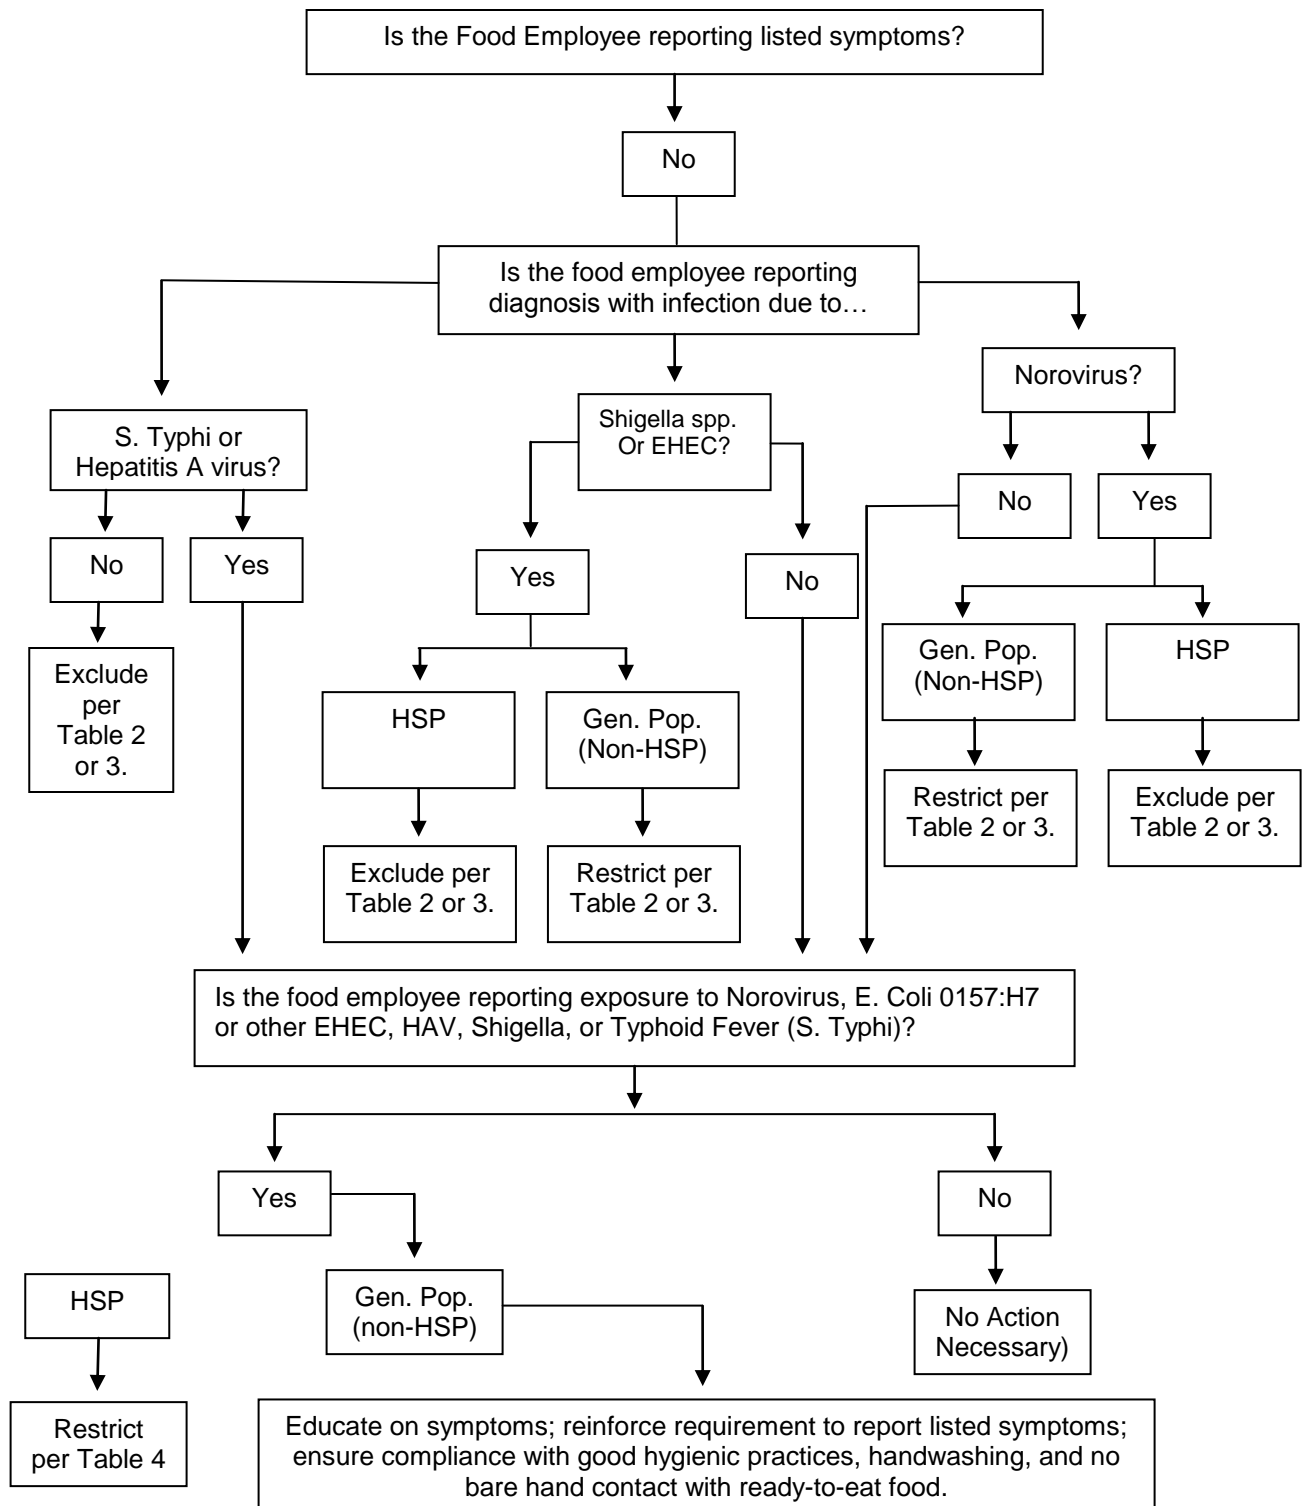 Is the Food Employee reporting listed symptoms?
No
Is the food employee reporting
diagnosis with infection due to…
Norovirus?
S. Typhi or
Hepatitis A virus?
Shigella spp.
Or EHEC?
No
Yes
No
Yes
Yes
No
Gen. Pop.
(Non-HSP)
HSP
Exclude
per
Table 2
or 3.
HSP
Gen. Pop.
(Non-HSP)
Restrict per
Table 2 or 3.
Exclude per
Table 2 or 3.
Exclude per
Table 2 or 3.
Restrict per
Table 2 or 3.
Is the food employee reporting exposure to Norovirus, E. Coli 0157:H7
or other EHEC, HAV, Shigella, or Typhoid Fever (S. Typhi)?
Yes
No
HSP
Gen. Pop.
(non-HSP)
No Action
Necessary)
Restrict
per Table 4
Educate on symptoms; reinforce requirement to report listed symptoms;
ensure compliance with good hygienic practices, handwashing, and no
bare hand contact with ready-to-eat food.